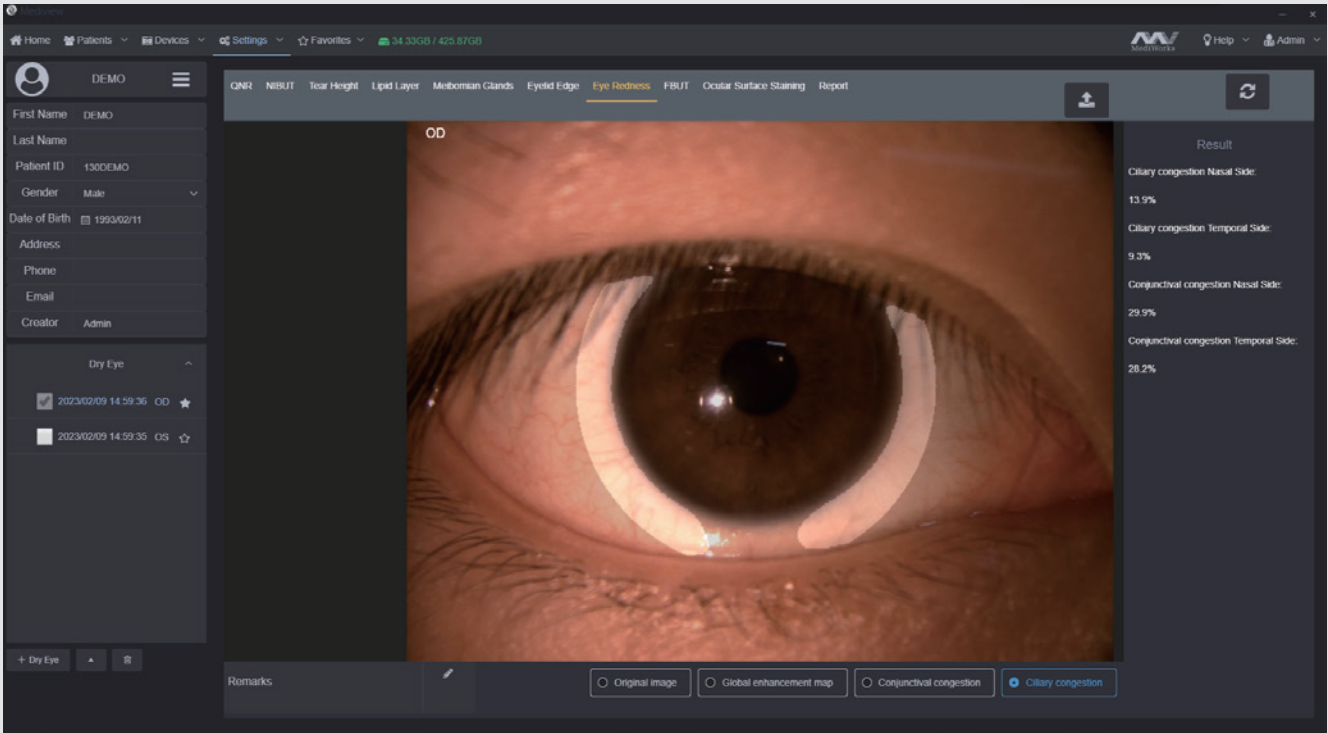 Mediview
Home Patients Devices Settings Favorites 34.33GB / 425.87GB MediWorks Help Admin
DEMO
First Name DEMO
Last Name
Patient ID 130DEMO
Gender Male
Date of Birth 1993/02/11
Address
Phone
Email
Creator Admin
Dry Eye
2023/02/09 14:59:36 OD
2023/02/09 14:59:35 OS
+ Dry Eye
QNR NIBUT Tear Height Lipid Layer Meibomian Glands Eyelid Edge Eye Redness FBUT Ocular Surface Staining Report
OD
Remarks
Original image Global enhancement map Conjunctival congestion Ciliary congestion
Result
Ciliary congestion Nasal Side:
13.9%
Ciliary congestion Temporal Side:
9.3%
Conjunctival congestion Nasal Side:
29.9%
Conjunctival congestion Temporal Side:
28.2%